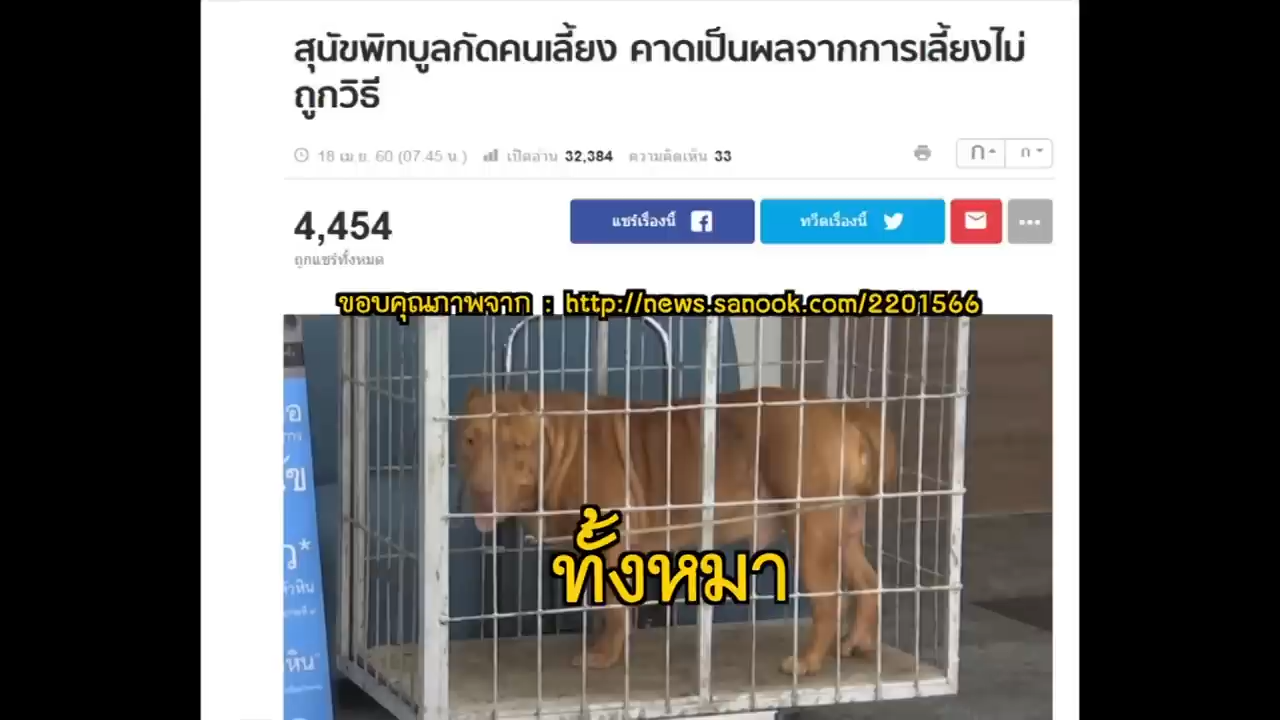 สุนัขพิทบูลกัดคนเลี้ยง คาดเป็นผลจากการเลี้ยงไม่
ถูกวิธี
18 เม.ย. 60 (07.45 น.) เปิดอ่าน 32,384 ความคิดเห็น 33
ก ก
4,454
ถูกแชร์ทั้งหมด
แชร์เรื่องนี้ ทวีตเรื่องนี้
ขอบคุณภาพจาก : http://news.sanook.com/2201566
ทั้งหมา